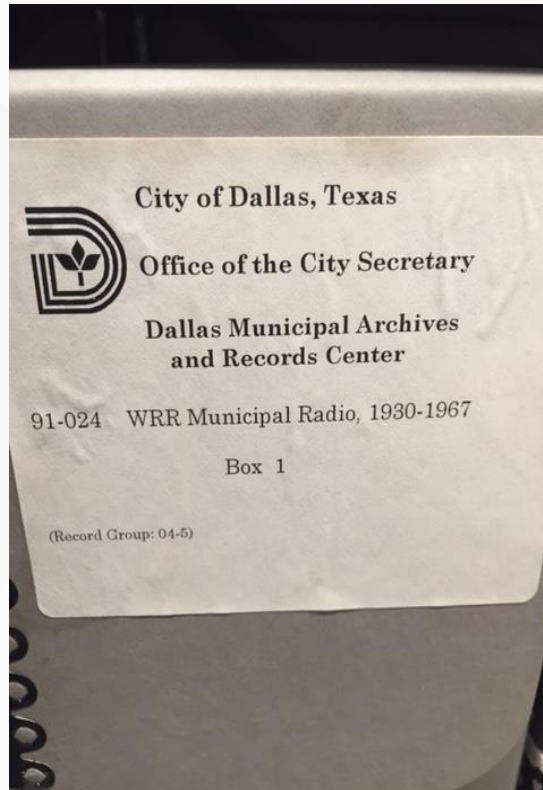 City of Dallas, Texas
Office of the City Secretary
Dallas Municipal Archives
and Records Center
91-024 WRR Municipal Radio, 1930-1967
Box 1
(Record Group: 04-5)